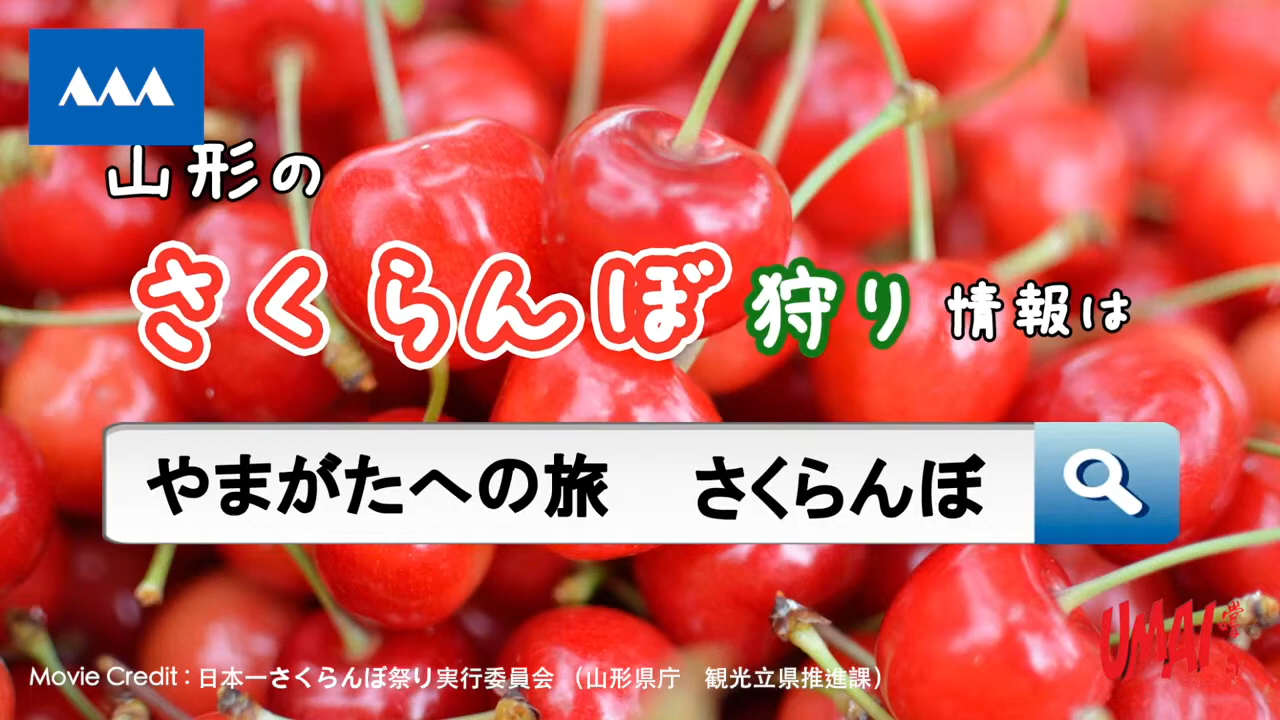 山形の
さくらんぼ狩り情報は
やまがたへの旅　さくらんぼ
Movie Credit : 日本一さくらんぼ祭り実行委員会 （山形県庁　観光立県推進課）
UMAI